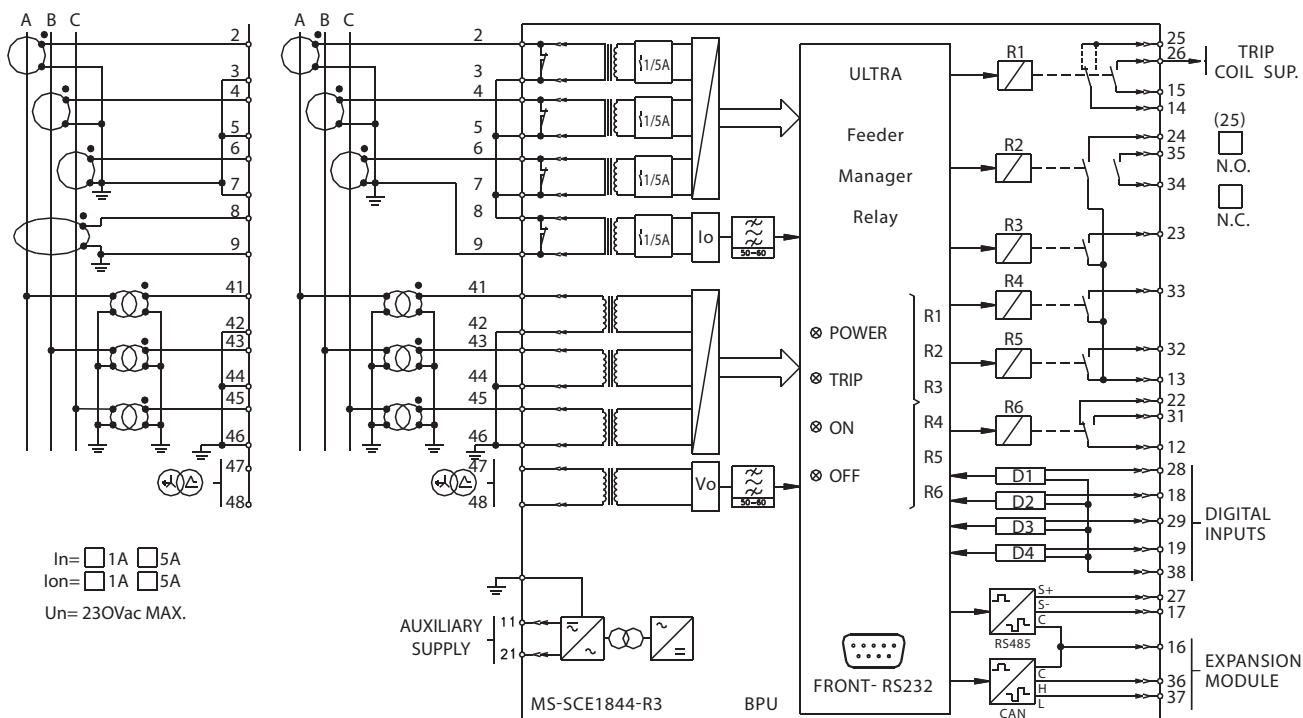 A B C
2
3
4
5
6
7
8
9
41
42
43
44
45
46
47
48
In= 1A 5A
Ion= 1A 5A
Un= 230Vac MAX.
A B C
2
3
4
5
6
7
8
9
41
42
43
44
45
46
47
48
1/5A
1/5A
1/5A
1/5A
Io
50-60
Vo
50-60
AUXILIARY
SUPPLY
11
21
MS-SCE1844-R3
BPU
ULTRA
Feeder
Manager
Relay
POWER
TRIP
ON
OFF
R1
R2
R3
R4
R5
R6
FRONT- RS232
R1
R2
R3
R4
R5
R6
D1
D2
D3
D4
S+
S-
C
RS485
C
H
L
CAN
25
26
15
14
24
35
34
23
33
32
13
22
31
12
28
18
29
19
38
27
17
16
36
37
TRIP
COIL SUP.
(25)
N.O.
N.C.
DIGITAL
INPUTS
EXPANSION
MODULE